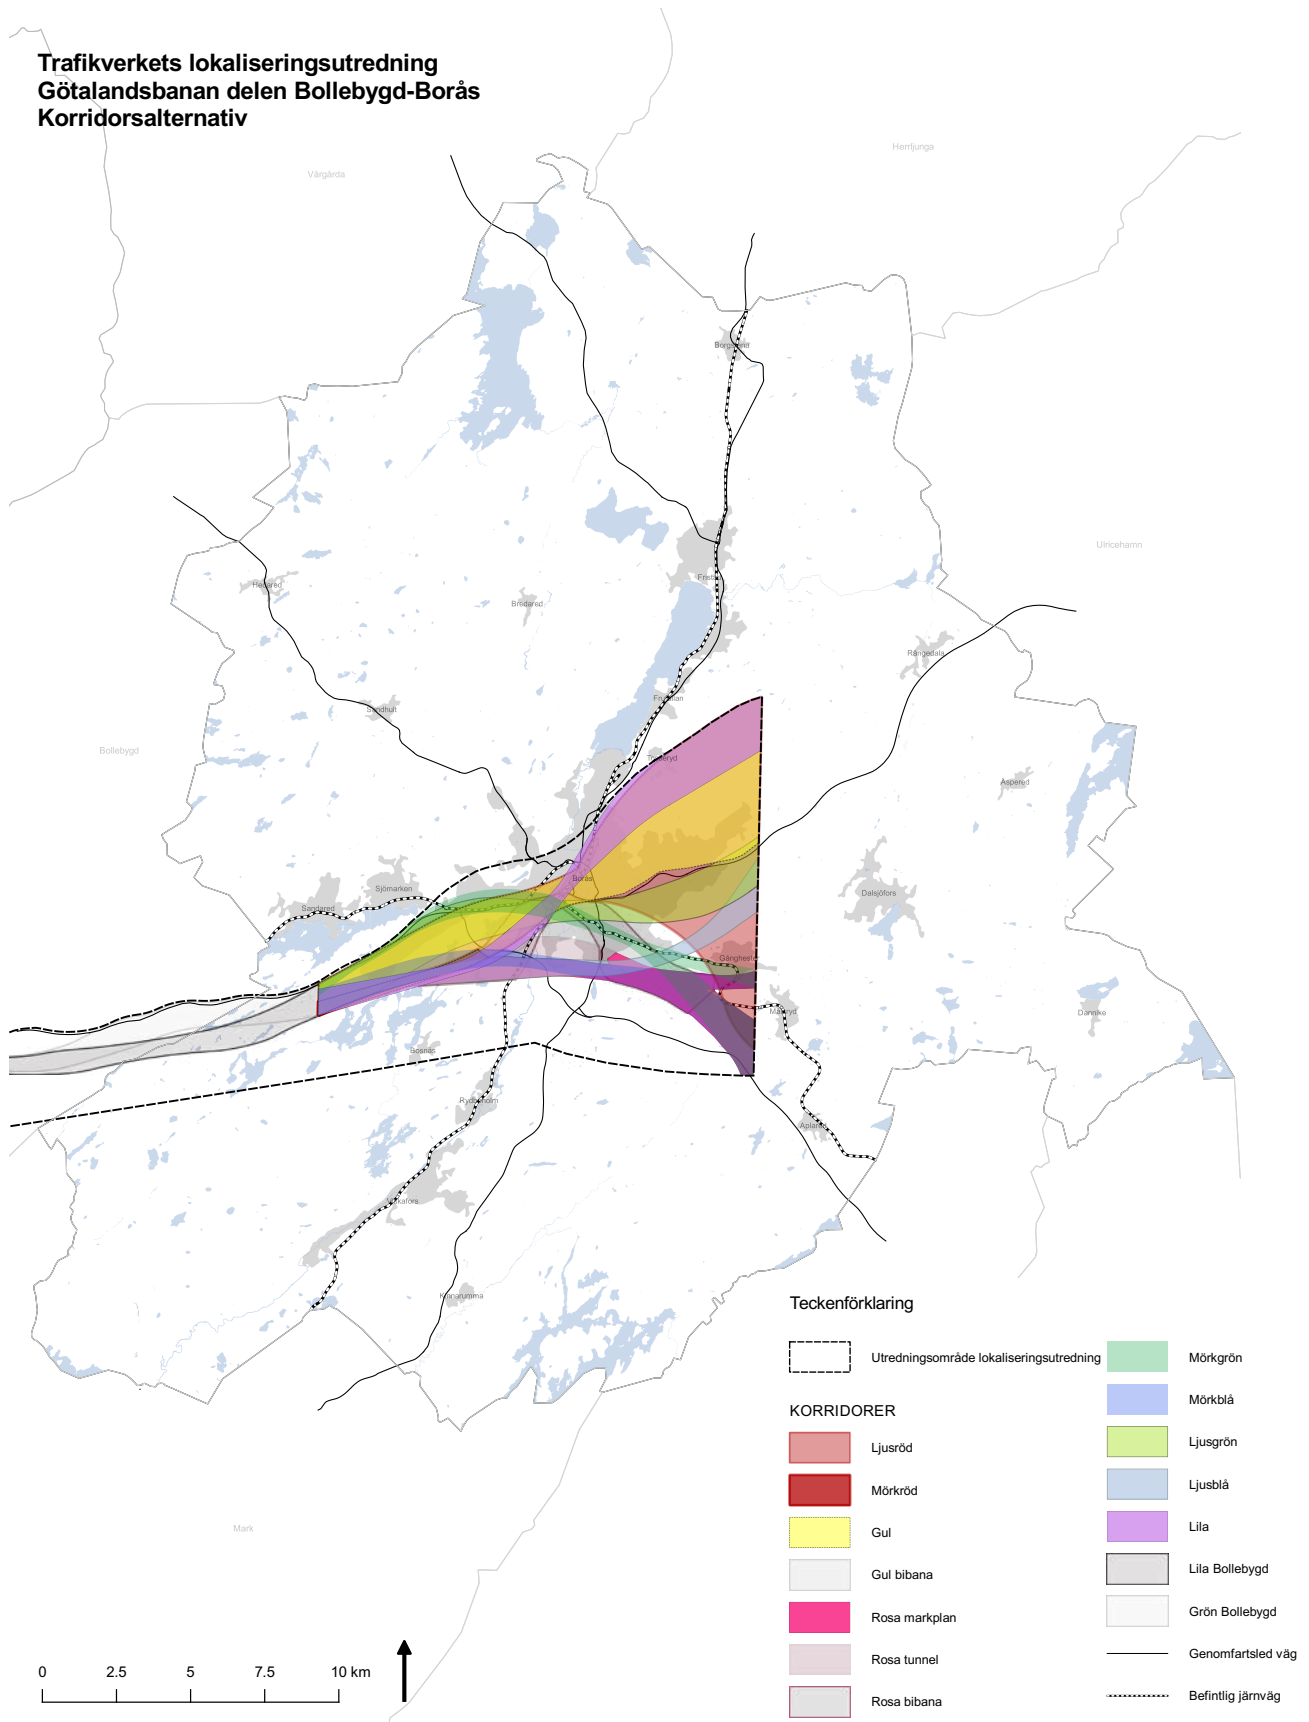 Trafikverkets lokaliseringsutredning
Götalandsbanan delen Bollebygd-Borås
Korridorsalternativ
Herrljunga
Vårgårda
Borgstena
Ulricehamn
Fristad
Hedared
Bredared
Rångedala
Frufällan
Sandhult
Bollebygd
Tosseryd
Aspered
Borås
Sjömarken
Dalsjöfors
Sandared
Gånghester
Målsryd
Dannike
Bosnäs
Rydboholm
Aplared
Viskafors
Kinnarumma
Mark
Teckenförklaring
Utredningsområde lokaliseringsutredning
KORRIDORER
Ljusröd
Mörkröd
Gul
Gul bibana
Rosa markplan
Rosa tunnel
Rosa bibana
Mörkgrön
Mörkblå
Ljusgrön
Ljusblå
Lila
Lila Bollebygd
Grön Bollebygd
Genomfartsled väg
Befintlig järnväg
0 2.5 5 7.5 10 km